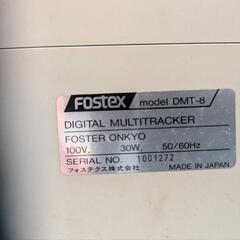 Fostex model DMT-8
DIGITAL MULTITRACKER
FOSTER ONKYO
100V, 30W, 50/60Hz
SERIAL NO. 1001272
フォステクス株式会社
MADE IN JAPAN